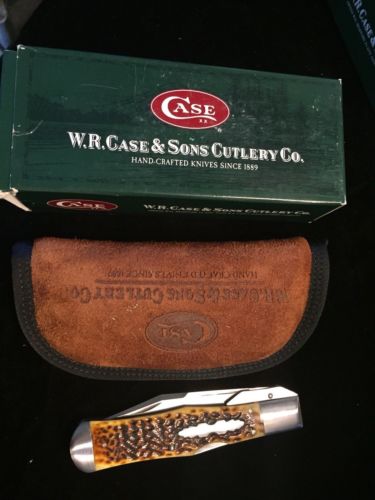 CASE
XX
W.R. CASE & SONS CUTLERY CO.
HAND-CRAFTED KNIVES SINCE 1889
CASE
W.R. CASE & SONS CUTLERY CO.
CASE
W.R. CASE & SONS CUTLERY CO.
HAND-CRAFTED KNIVES SINCE 1889